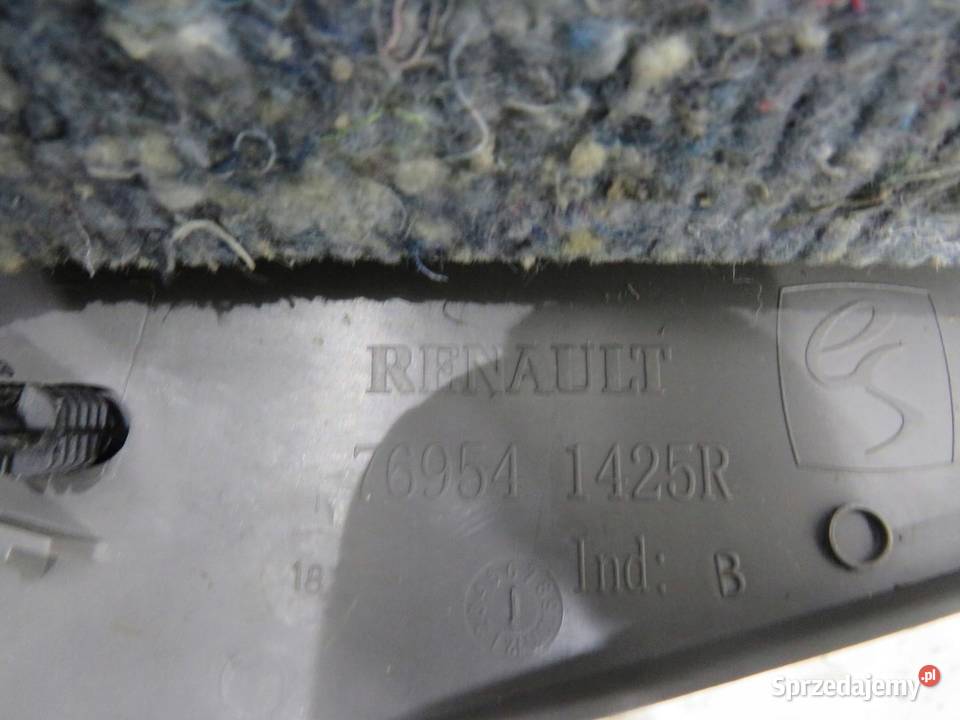 RENAULT
76954 1425R
Ind: B
18
Sprzedajemy.pl